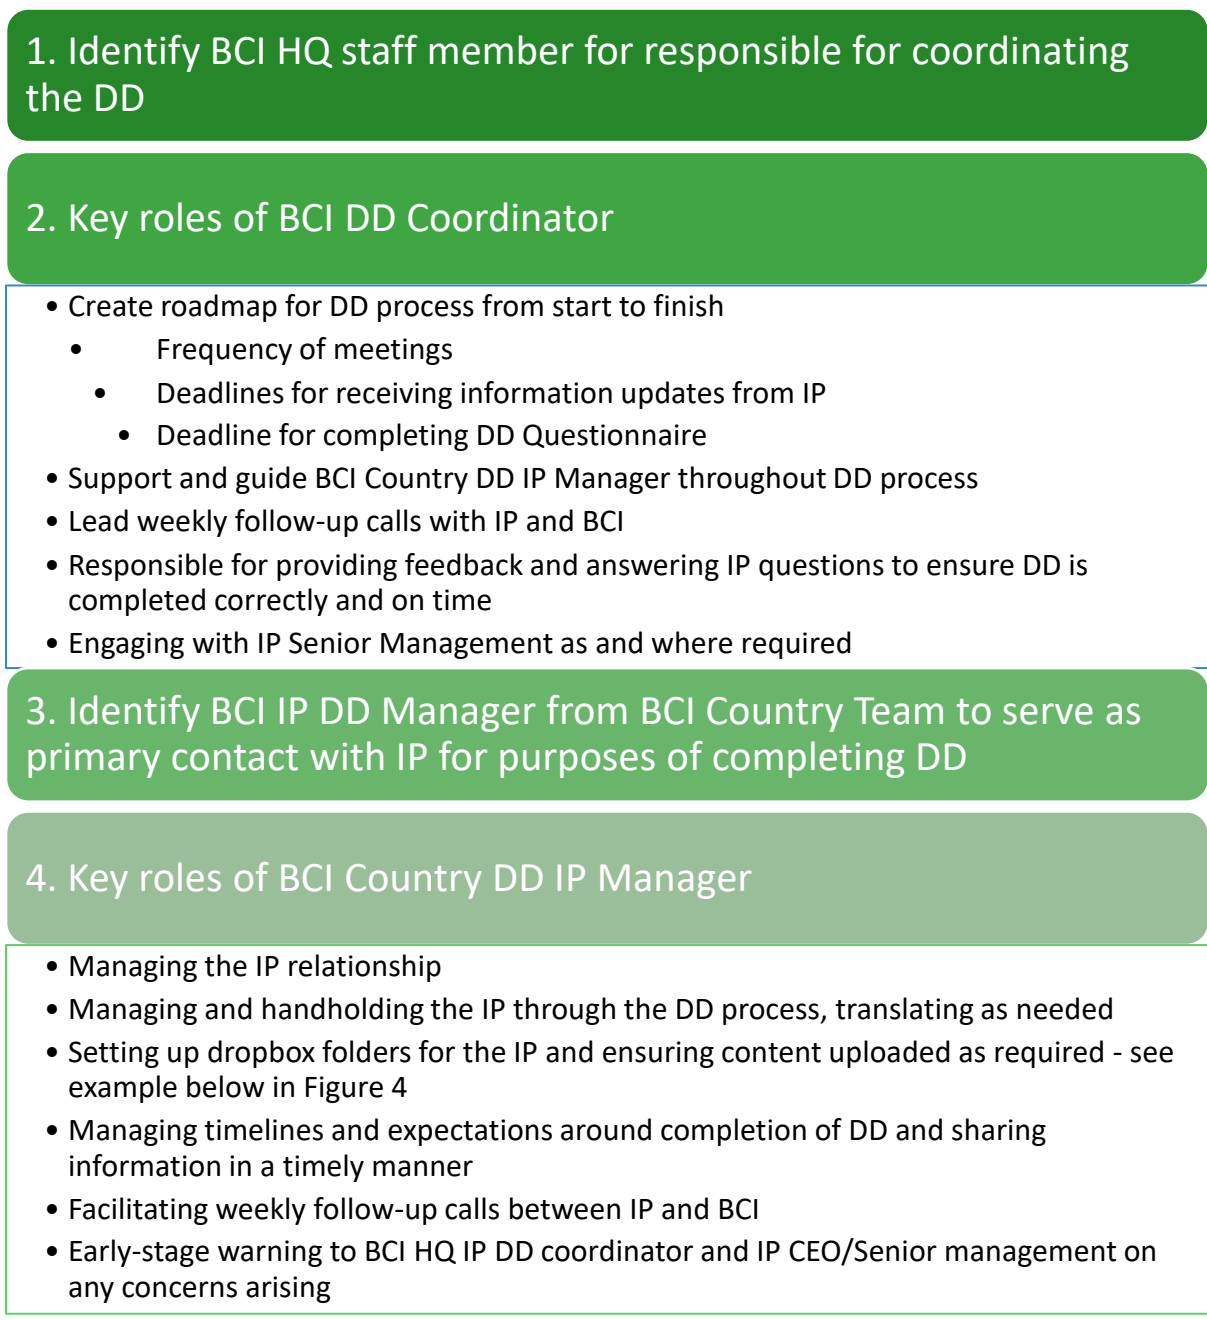 1. Identify BCI HQ staff member for responsible for coordinating
the DD
2. Key roles of BCI DD Coordinator
• Create roadmap for DD process from start to finish
• Frequency of meetings
• Deadlines for receiving information updates from IP
• Deadline for completing DD Questionnaire
• Support and guide BCI Country DD IP Manager throughout DD process
• Lead weekly follow-up calls with IP and BCI
• Responsible for providing feedback and answering IP questions to ensure DD is
completed correctly and on time
• Engaging with IP Senior Management as and where required
3. Identify BCI IP DD Manager from BCI Country Team to serve as
primary contact with IP for purposes of completing DD
4. Key roles of BCI Country DD IP Manager
• Managing the IP relationship
• Managing and handholding the IP through the DD process, translating as needed
• Setting up dropbox folders for the IP and ensuring content uploaded as required - see
example below in Figure 4
• Managing timelines and expectations around completion of DD and sharing
information in a timely manner
• Facilitating weekly follow-up calls between IP and BCI
• Early-stage warning to BCI HQ IP DD coordinator and IP CEO/Senior management on
any concerns arising